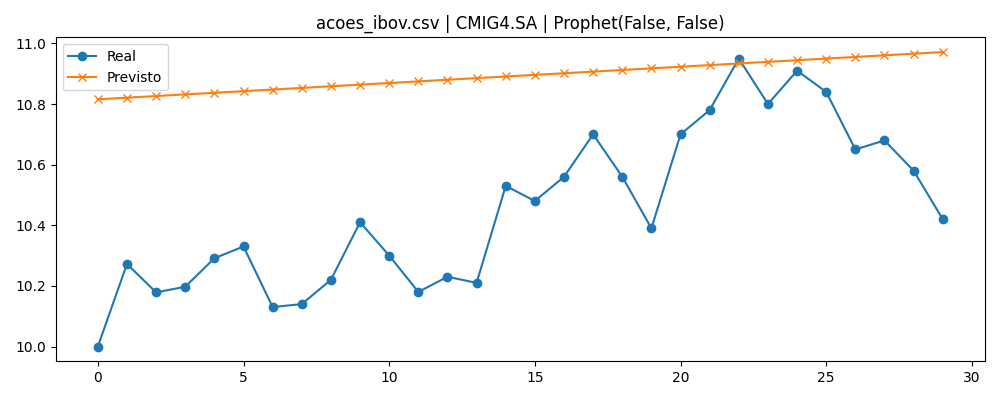 acoes_ibov.csv | CMIG4.SA | Prophet(False, False)
Real
Previsto
11.0
10.8
10.6
10.4
10.2
10.0
0 5 10 15 20 25 30